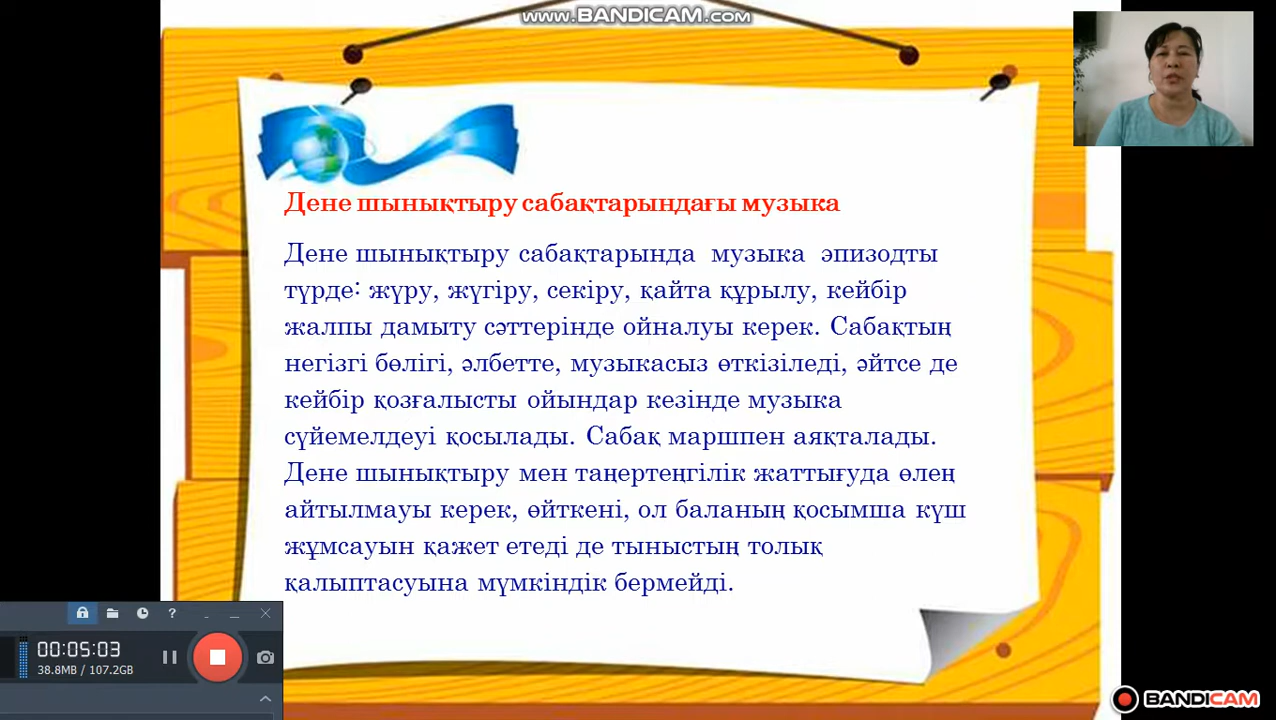 www.BANDICAM.com
Дене шынықтыру сабақтарындағы музыка
Дене шынықтыру сабақтарында музыка эпизодты
түрде: жүру, жүгіру, секіру, қайта құрылу, кейбір
жалпы дамыту сәттерінде ойналуы керек. Сабақтың
негізгі бөлігі, әлбетте, музыкасыз өткізіледі, әйтсе де
кейбір қозғалысты ойындар кезінде музыка
сүйемелдеуі қосылады. Сабақ маршпен аяқталады.
Дене шынықтыру мен таңертеңгілік жаттығуда өлең
айтылмауы керек, өйткені, ол баланың қосымша күш
жұмсауын қажет етеді де тыныстың толық
қалыптасуына мүмкіндік бермейді.
?
00:05:03
38.8MB / 107.2GB
BANDICAM